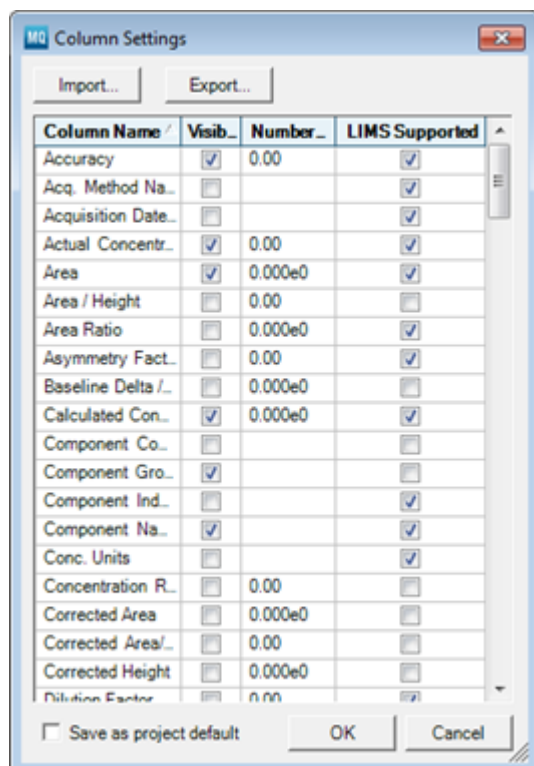 MQ Column Settings
Import... Export...
Column Name Visib... Number... LIMS Supported
Accuracy 0.00
Acq. Method Na...
Acquisition Date...
Actual Concentr... 0.00
Area 0.000e0
Area / Height 0.00
Area Ratio 0.000e0
Asymmetry Fact... 0.00
Baseline Delta /... 0.000e0
Calculated Con... 0.000e0
Component Co...
Component Gro...
Component Ind...
Component Na...
Conc. Units
Concentration R... 0.00
Corrected Area 0.000e0
Corrected Area/... 0.00
Corrected Height 0.000e0
Dilution Factor 0.00
Save as project default OK Cancel